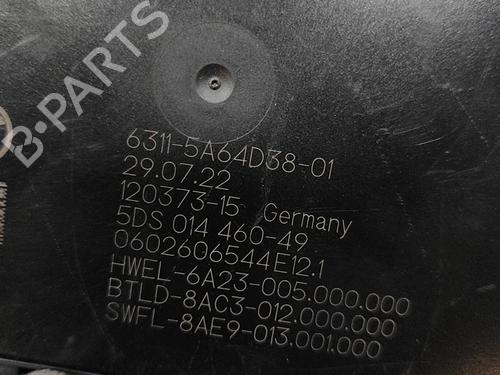 B-PARTS
6311-5A64D38-01
29.07.22
120373-15 Germany
5DS 014 460-49
0602606544E12.1
HWEL-6A23-005.000.000
BTLD-8AC3-012.000.000
SWFL-8AE9-013.001.000